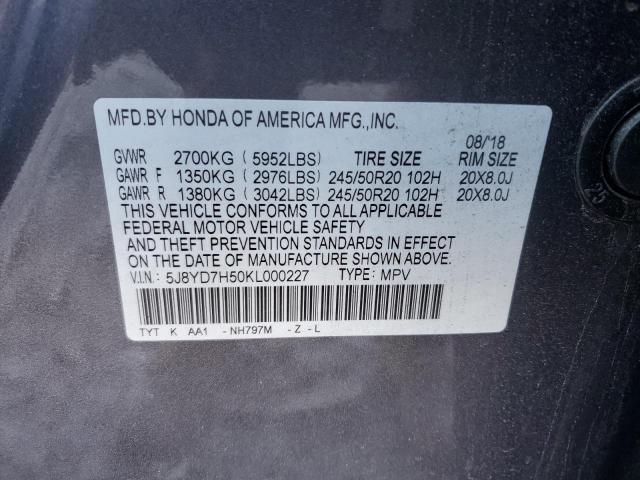 MFD.BY HONDA OF AMERICA MFG.,INC.
08/'18
GVWR 2700KG (5952LBS) TIRE SIZE RIM SIZE
GAWR F 1350KG (2976LBS) 245/50R20 102H 20X8.0J
GAWR R 1380KG (3042LBS) 245/50R20 102H 20X8.0J
THIS VEHICLE CONFORMS TO ALL APPLICABLE
FEDERAL MOTOR VEHICLE SAFETY
AND THEFT PREVENTION STANDARDS IN EFFECT
ON THE DATE OF MANUFACTURE SHOWN ABOVE.
V.I.N.: 5J8YD7H50KL000227 TYPE: MPV
TYT K AA1 - NH797M - Z - L
25